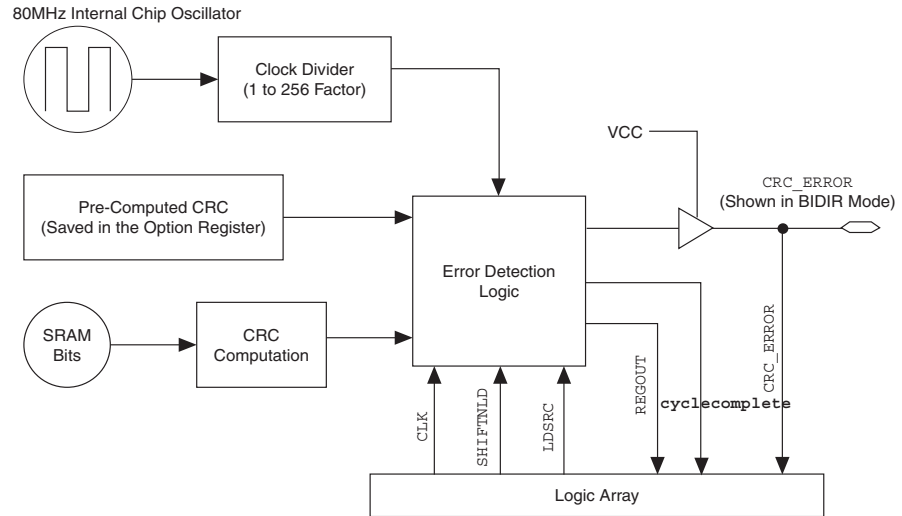 80MHz Internal Chip Oscillator
Clock Divider
(1 to 256 Factor)
VCC
CRC_ERROR
(Shown in BIDIR Mode)
Pre-Computed CRC
(Saved in the Option Register)
Error Detection
Logic
SRAM
Bits
CRC
Computation
CLK
SHIFTNLD
LDSRC
REGOUT
cyclecomplete
CRC_ERROR
Logic Array